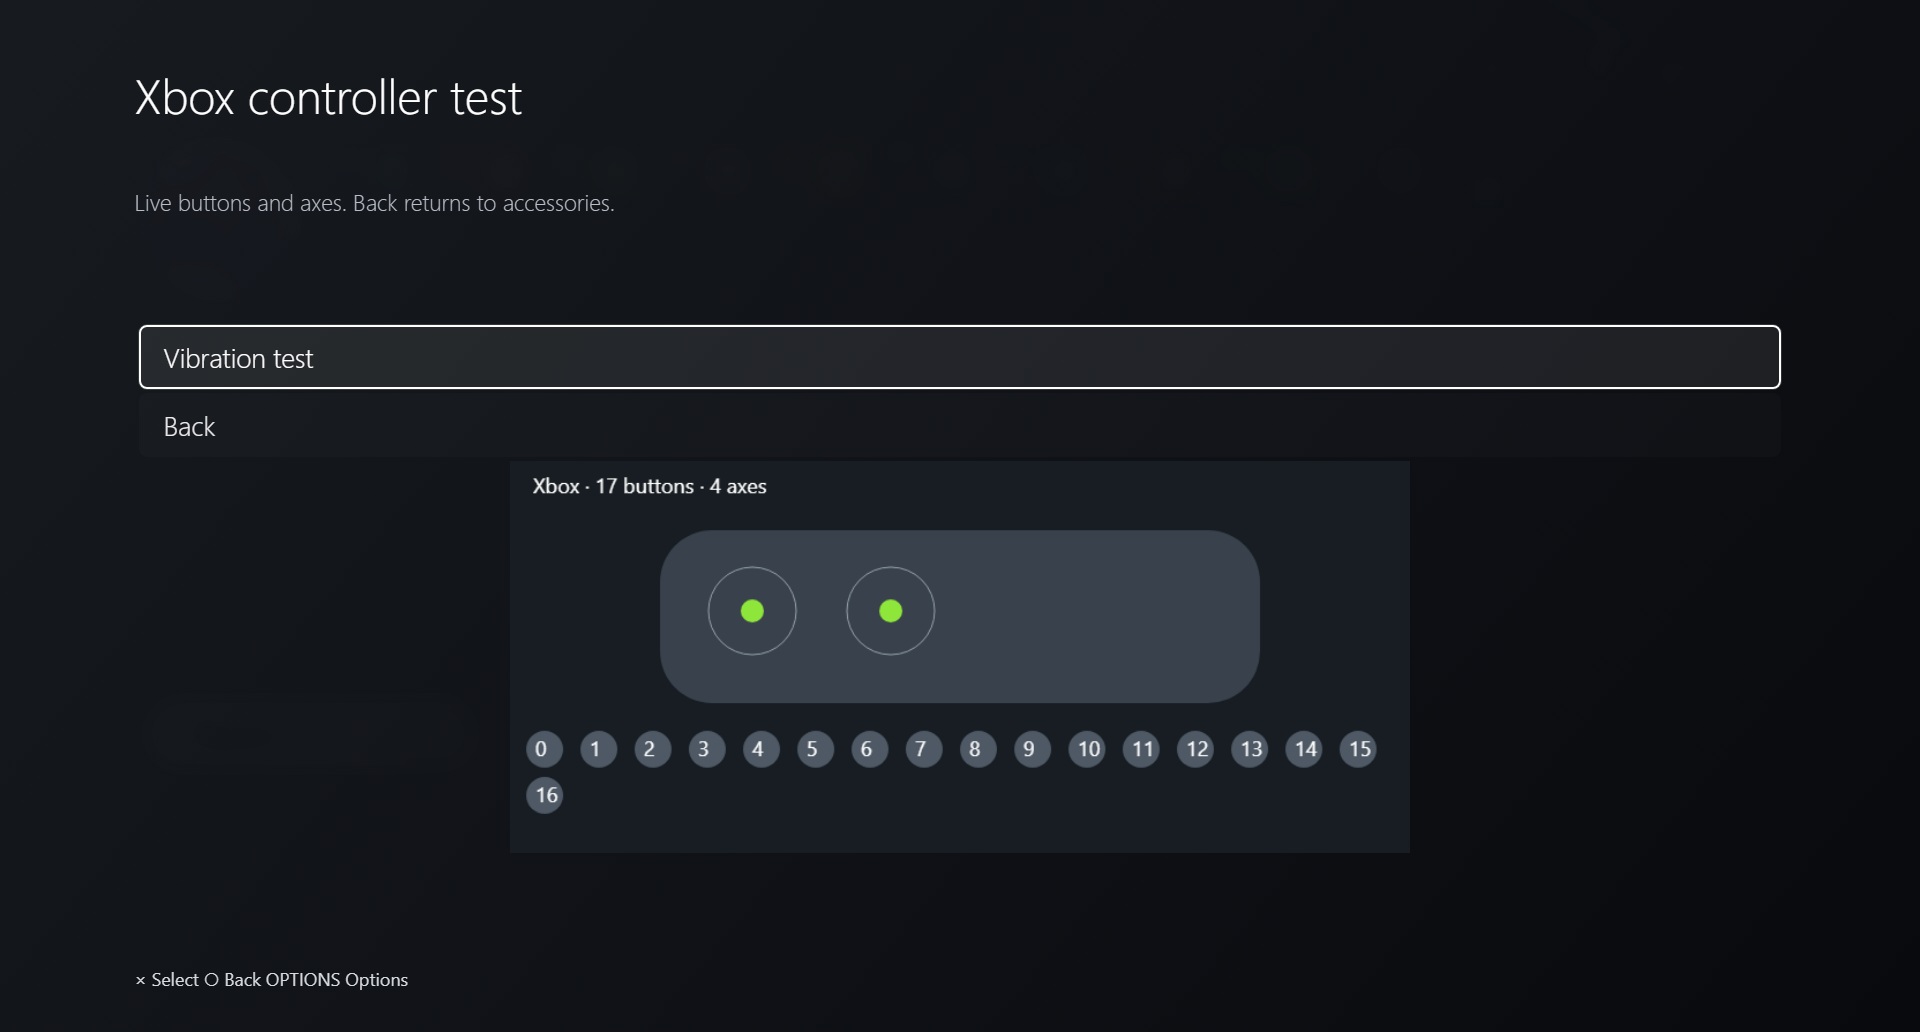 Xbox controller test
Live buttons and axes. Back returns to accessories.
Vibration test
Back
Xbox · 17 buttons · 4 axes
0 1 2 3 4 5 6 7 8 9 10 11 12 13 14 15
16
× Select O Back OPTIONS Options